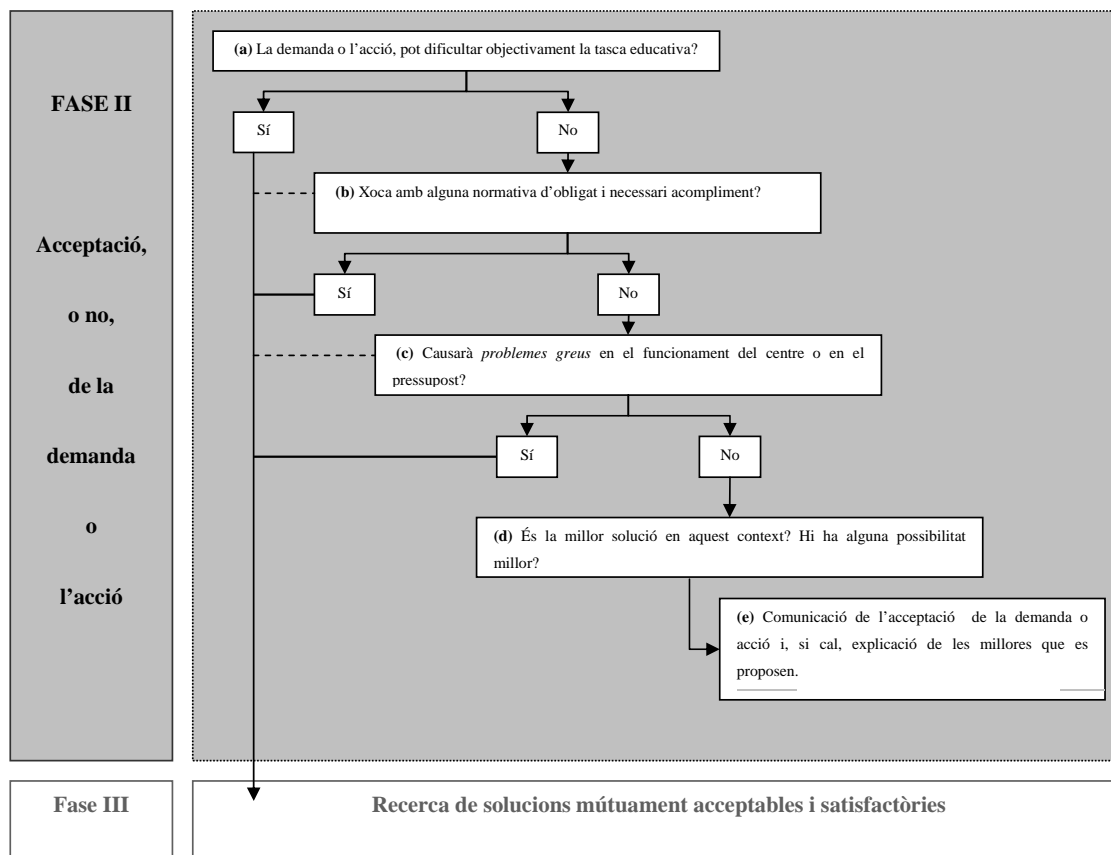 (a) La demanda o l'acció, pot dificultar objectivament la tasca educativa?
FASE II
Sí
No
(b) Xoca amb alguna normativa d'obligat i necessari acompliment?
Acceptació,
o no,
de la
demanda
o
l'acció
Sí
No
(c) Causarà problemes greus en el funcionament del centre o en el
pressupost?
Sí
No
(d) És la millor solució en aquest context? Hi ha alguna possibilitat
millor?
(e) Comunicació de l'acceptació de la demanda o
acció i, si cal, explicació de les millores que es
proposen.
Fase III
Recerca de solucions mútuament acceptables i satisfactòries